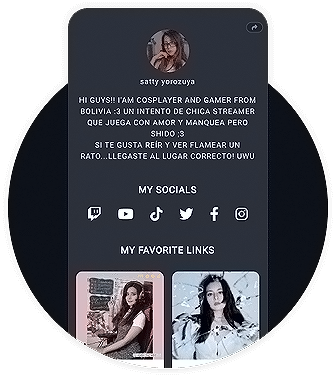 satty yorozuya
HI GUYS!! I'AM COSPLAYER AND GAMER FROM
BOLIVIA :3 UN INTENTO DE CHICA STREAMER
QUE JUEGA CON AMOR Y MANQUEA PERO
SHIDO ;3
SI TE GUSTA REÍR Y VER FLAMEAR UN
RATO...LLEGASTE AL LUGAR CORRECTO! UWU
MY SOCIALS
MY FAVORITE LINKS